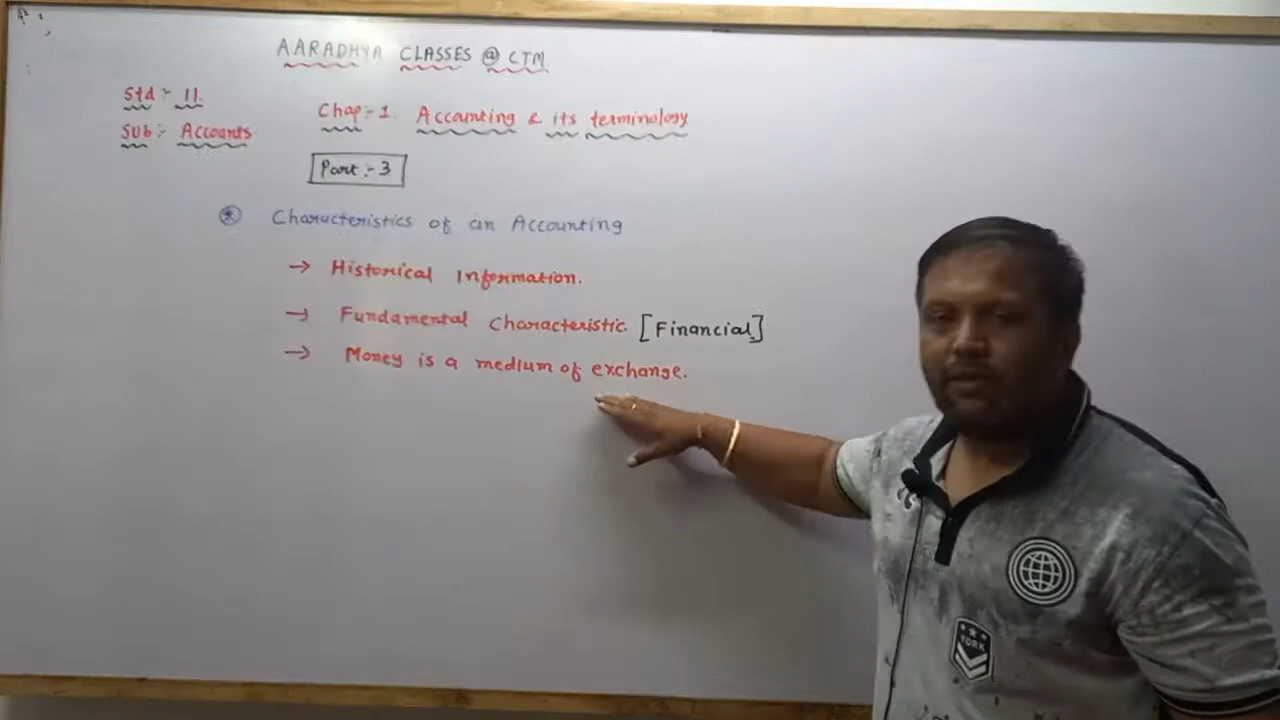 AARADHYA CLASSES @ CTM
Std :- 11.
Sub :- Accounts
Chap :- 1. Accounting & its terminology
Part :- 3
Characteristics of an Accounting
→ Historical Information.
→ Fundamental Characteristic. [Financial]
→ Money is a medium of exchange.
YORK